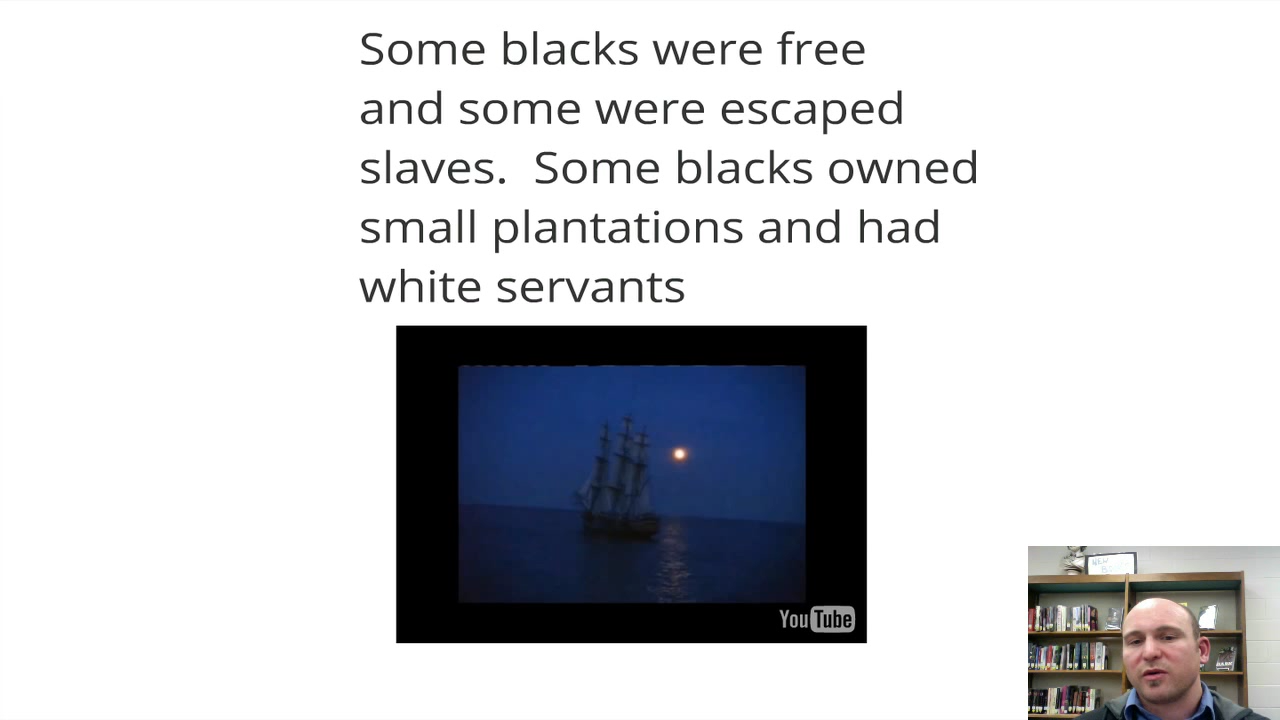 Some blacks were free
and some were escaped
slaves.  Some blacks owned
small plantations and had
white servants
YouTube
NEW